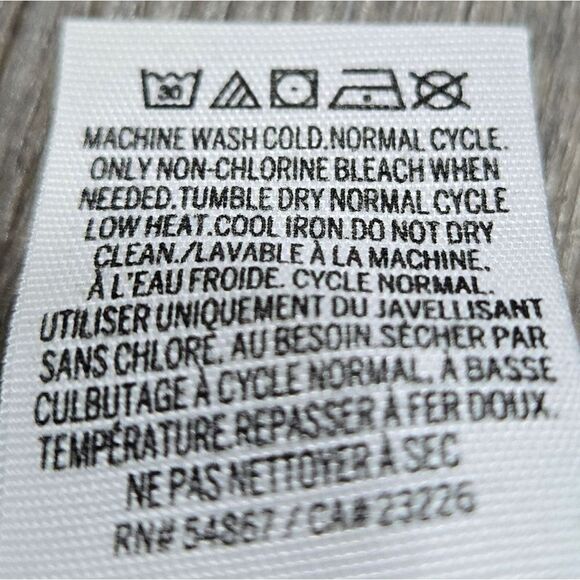 30
MACHINE WASH COLD.NORMAL CYCLE.
ONLY NON-CHLORINE BLEACH WHEN
NEEDED.TUMBLE DRY NORMAL CYCLE
LOW HEAT.COOL IRON.DO NOT DRY
CLEAN./LAVABLE À LA MACHINE.
À L'EAU FROIDE. CYCLE NORMAL.
UTILISER UNIQUEMENT DU JAVELLISANT
SANS CHLORE. AU BESOIN SÉCHER PAR
CULBUTAGE À CYCLE NORMAL. À BASSE
TEMPÉRATURE.REPASSER À FER DOUX.
NE PAS NETTOYER À SEC
RN# 54867 / CA# 23226